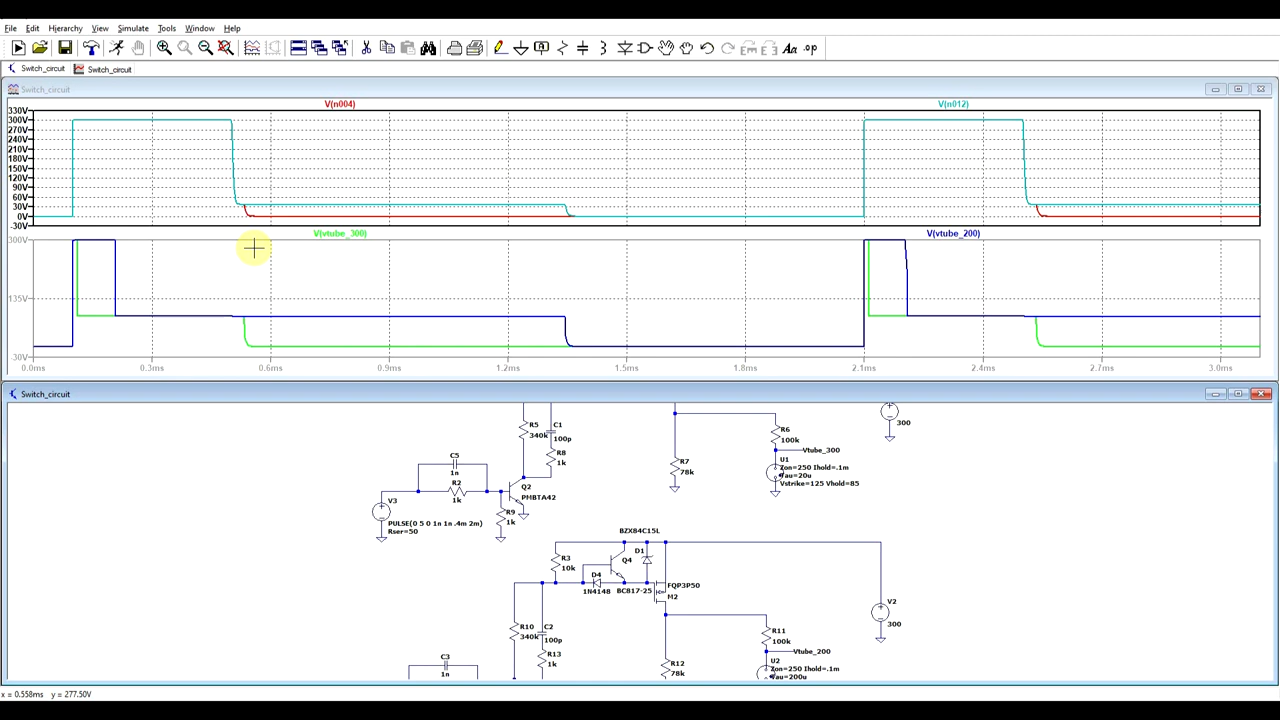 File Edit Hierarchy View Simulate Tools Window Help
Switch_circuit Switch_circuit
Switch_circuit
V(n004) V(n012)
330V
300V
270V
240V
210V
180V
150V
120V
90V
60V
30V
0V
-30V
V(vtube_300) V(vtube_200)
300V
135V
-30V
0.0ms 0.3ms 0.6ms 0.9ms 1.2ms 1.5ms 1.8ms 2.1ms 2.4ms 2.7ms 3.0ms
Switch_circuit
R5
340k
C1
100p
R8
1k
C5
1n
R2
1k
Q2
PMBTA42
R9
1k
V3
PULSE(0 5 0 1n 1n .4m 2m)
Rser=50
R7
78k
R6
100k
Vtube_300
U1
Zon=250 Ihold=.1m
Vstrike=125 Vhold=85
300
BZX84C15L
R3
10k
Q4
D1
D4
1N4148
BC817-25
FQP3P50
M2
V2
300
R10
340k
C2
100p
R13
1k
R11
100k
Vtube_200
R12
78k
U2
Zon=250 Ihold=.1m
C3
1n
x = 0.558ms y = 277.50V